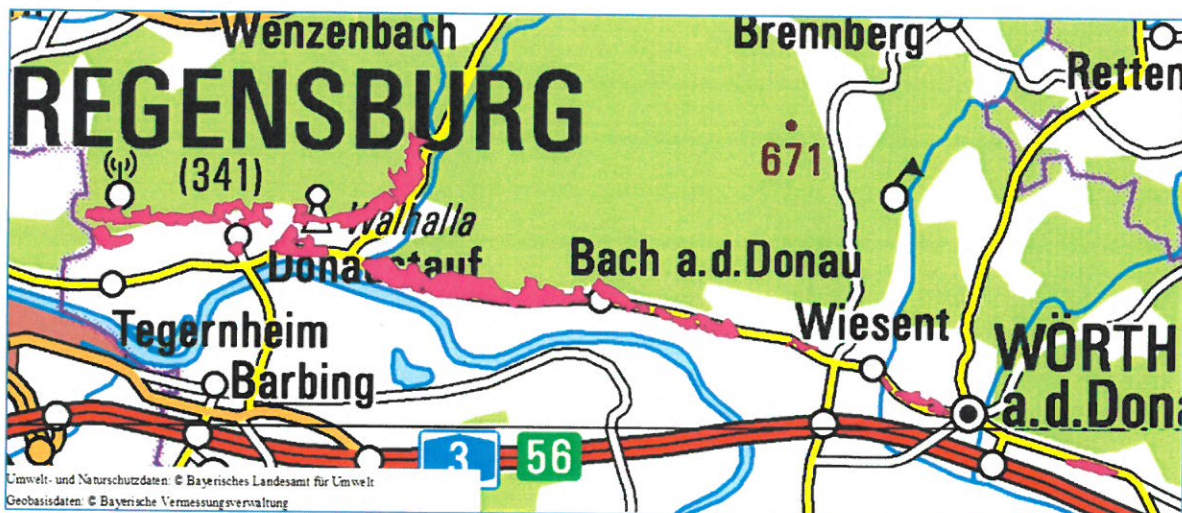 Wenzenbach
Brennberg
Retten
REGENSBURG
(341)
671
Walhalla
Donaustauf
Bach a.d.Donau
Tegernheim
Wiesent
WÖRTH
a.d.Dona
Barbing
3
56
Umwelt- und Naturschutzdaten: © Bayerisches Landesamt für Umwelt
Geobasisdaten: © Bayerische Vermessungsverwaltung